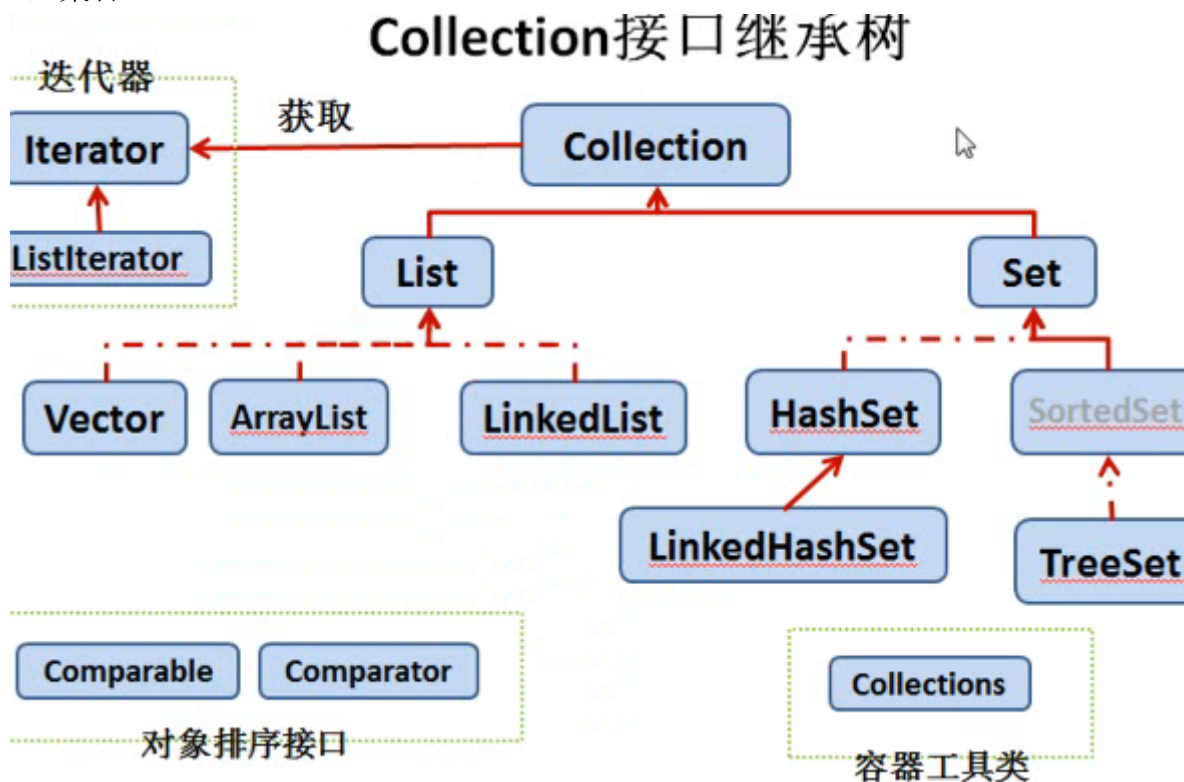 Collection接口继承树
迭代器
获取
Iterator
Collection
ListIterator
List
Set
Vector
ArrayList
LinkedList
HashSet
SortedSet
LinkedHashSet
TreeSet
Comparable
Comparator
Collections
对象排序接口
容器工具类